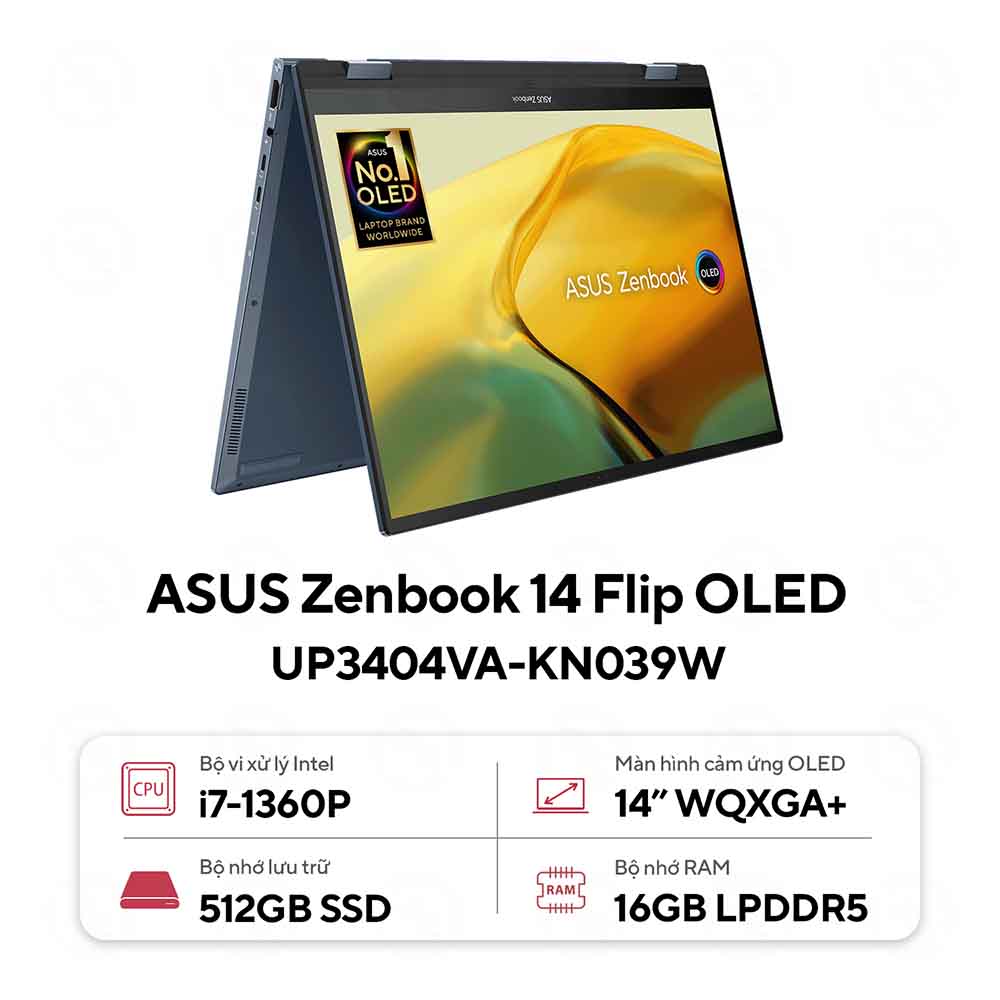 ASUS Zenbook
ASUS
No.1
OLED
LAPTOP BRAND
WORLDWIDE
ASUS Zenbook OLED
ASUS Zenbook 14 Flip OLED
UP3404VA-KN039W
CPU
Bộ vi xử lý Intel
i7-1360P
Màn hình cảm ứng OLED
14” WQXGA+
Bộ nhớ lưu trữ
512GB SSD
RAM
Bộ nhớ RAM
16GB LPDDR5